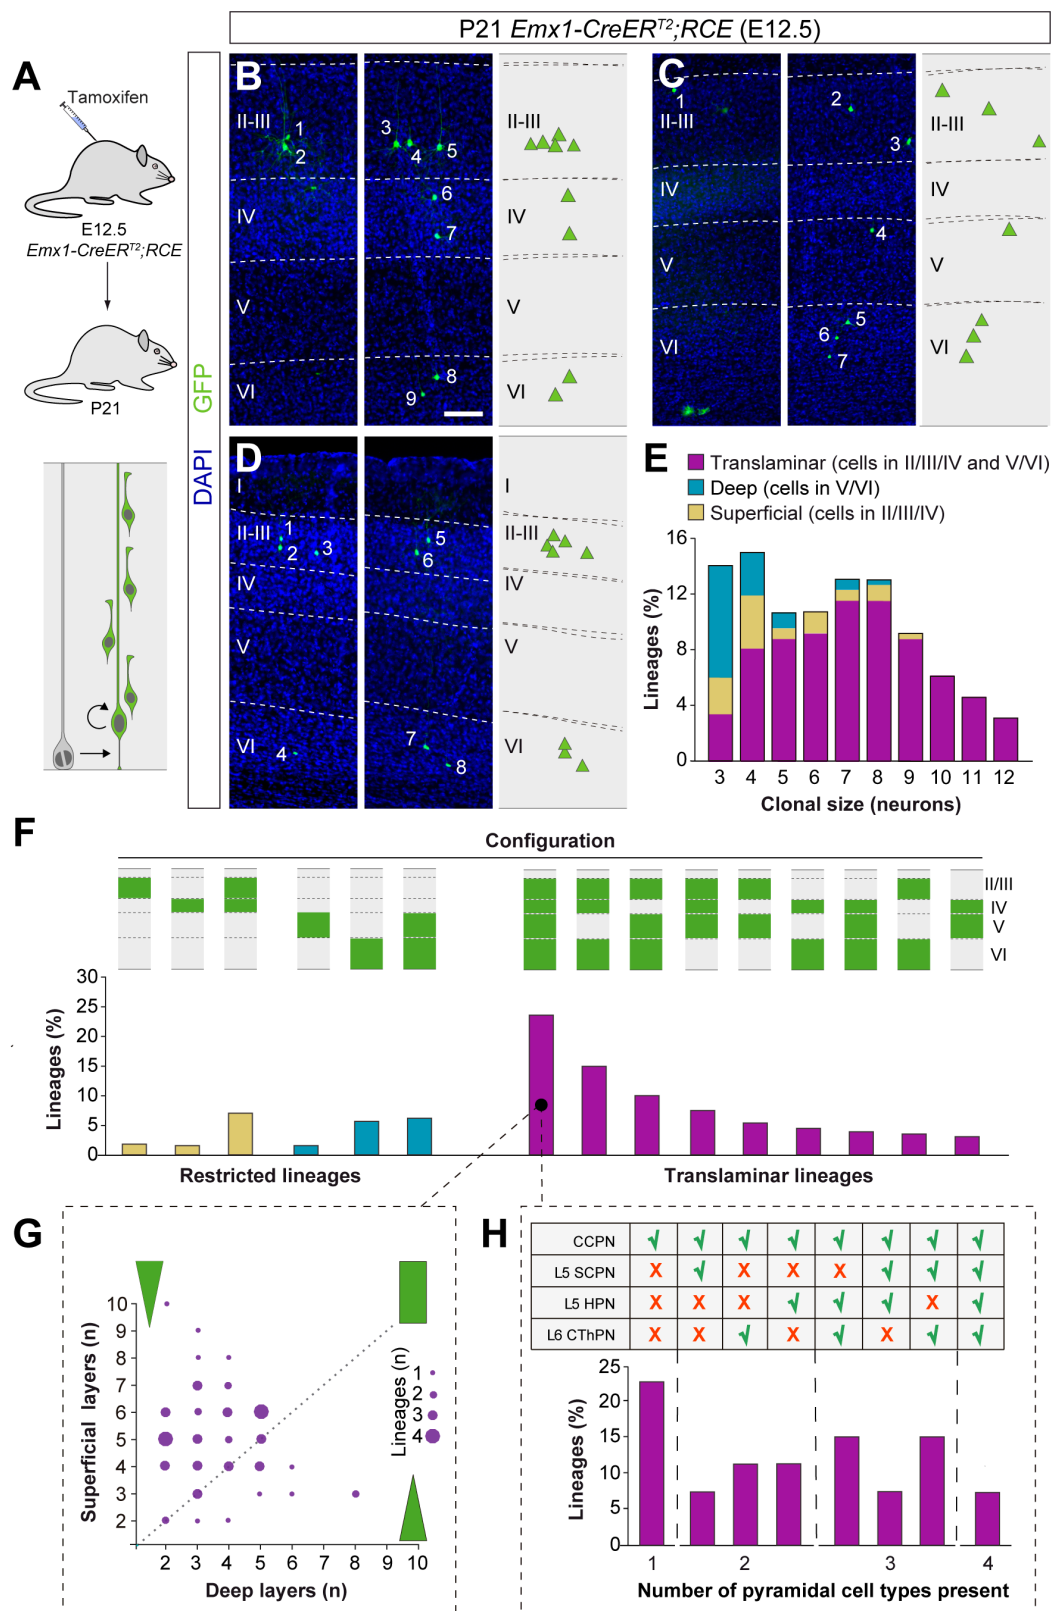 P21 Emx1-CreERT2;RCE (E12.5)
A
Tamoxifen
E12.5
Emx1-CreERT2;RCE
P21
GFP
DAPI
B
II-III
IV
V
VI
1
2
3
4
5
6
7
8
9
II-III
IV
V
VI
C
II-III
IV
V
VI
1
2
3
4
5
6
7
II-III
IV
V
VI
D
I
II-III
IV
V
VI
1
2
3
4
5
6
7
8
I
II-III
IV
V
VI
E
Translaminar (cells in II/III/IV and V/VI)
Deep (cells in V/VI)
Superficial (cells in II/III/IV)
Lineages (%)
16
12
8
4
0
3 4 5 6 7 8 9 10 11 12
Clonal size (neurons)
F
Configuration
II/III
IV
V
VI
Lineages (%)
30
25
20
15
10
5
0
Restricted lineages
Translaminar lineages
G
Superficial layers (n)
10
9
8
7
6
5
4
3
2
2 3 4 5 6 7 8 9 10
Deep layers (n)
Lineages (n)
1
2
3
4
H
CCPN √ √ √ √ √ √ √ √
L5 SCPN X √ X X X √ √ √
L5 HPN X X X √ √ √ X √
L6 CThPN X X √ X √ X √ √
Lineages (%)
25
20
15
10
5
0
1 2 3 4
Number of pyramidal cell types present